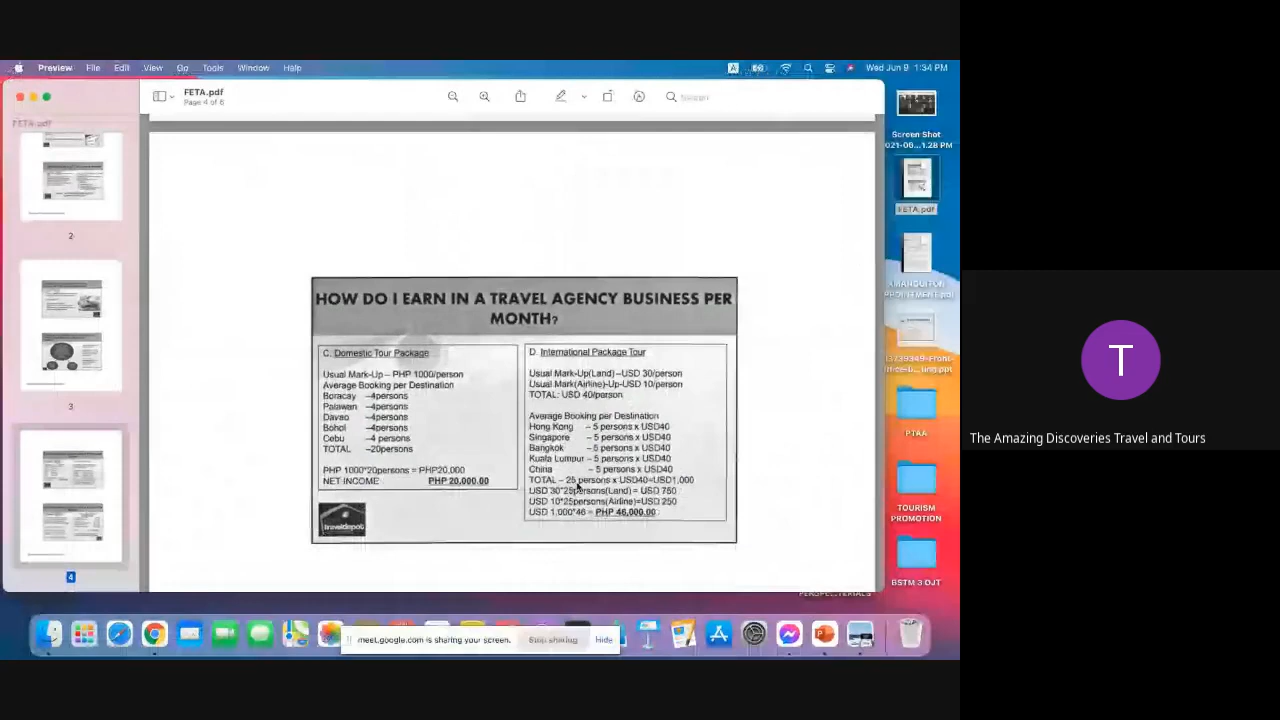 Preview File Edit View Go Tools Window Help
A
Wed Jun 9 1:34 PM
FETA.pdf
Page 4 of 6
FETA.pdf
2
3
4
HOW DO I EARN IN A TRAVEL AGENCY BUSINESS PER
MONTH?
C. Domestic Tour Package
Usual Mark-Up – PHP 1000/person
Average Booking per Destination
Boracay –4persons
Palawan –4persons
Davao –4persons
Bohol –4persons
Cebu –4 persons
TOTAL –20persons
PHP 1000*20persons = PHP20,000
NET INCOME PHP 20,000.00
traveldepot
D. International Package Tour
Usual Mark-Up(Land) –USD 30/person
Usual Mark(Airline)-Up-USD 10/person
TOTAL: USD 40/person
Average Booking per Destination
Hong Kong – 5 persons x USD40
Singapore – 5 persons x USD40
Bangkok – 5 persons x USD40
Kuala Lumpur – 5 persons x USD40
China – 5 persons x USD40
TOTAL – 25 persons x USD40=USD1,000
USD 30*25persons(Land) = USD 750
USD 10*25persons(Airline)=USD 250
USD 1,000*46 = PHP 46,000.00
Screen Shot
021-06...1.28 PM
FETA.pdf
PTAA
TOURISM
PROMOTION
BSTM 3 OJT
meet.google.com is sharing your screen. Stop sharing Hide
T
The Amazing Discoveries Travel and Tours